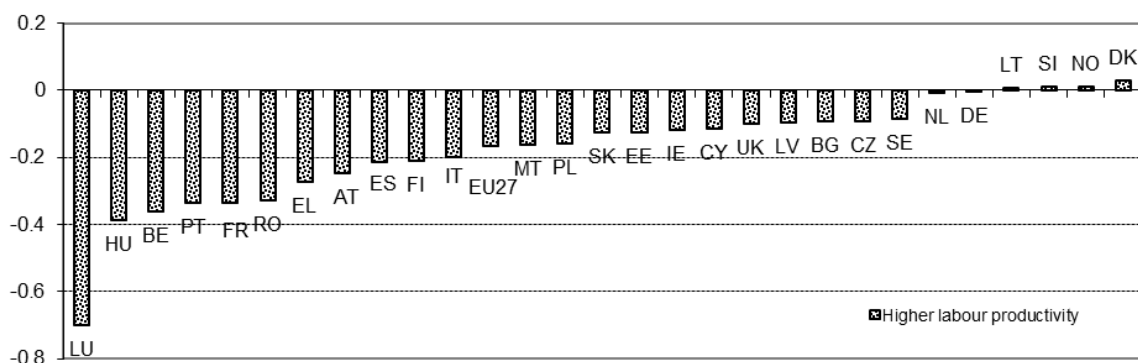 0.2
0
-0.2
-0.4
-0.6
-0.8
LU
HU
BE
PT
FR
RO
EL
AT
ES
FI
IT
EU27
MT
PL
SK
EE
IE
CY
UK
LV
BG
CZ
SE
NL
DE
LT
SI
NO
DK
Higher labour productivity